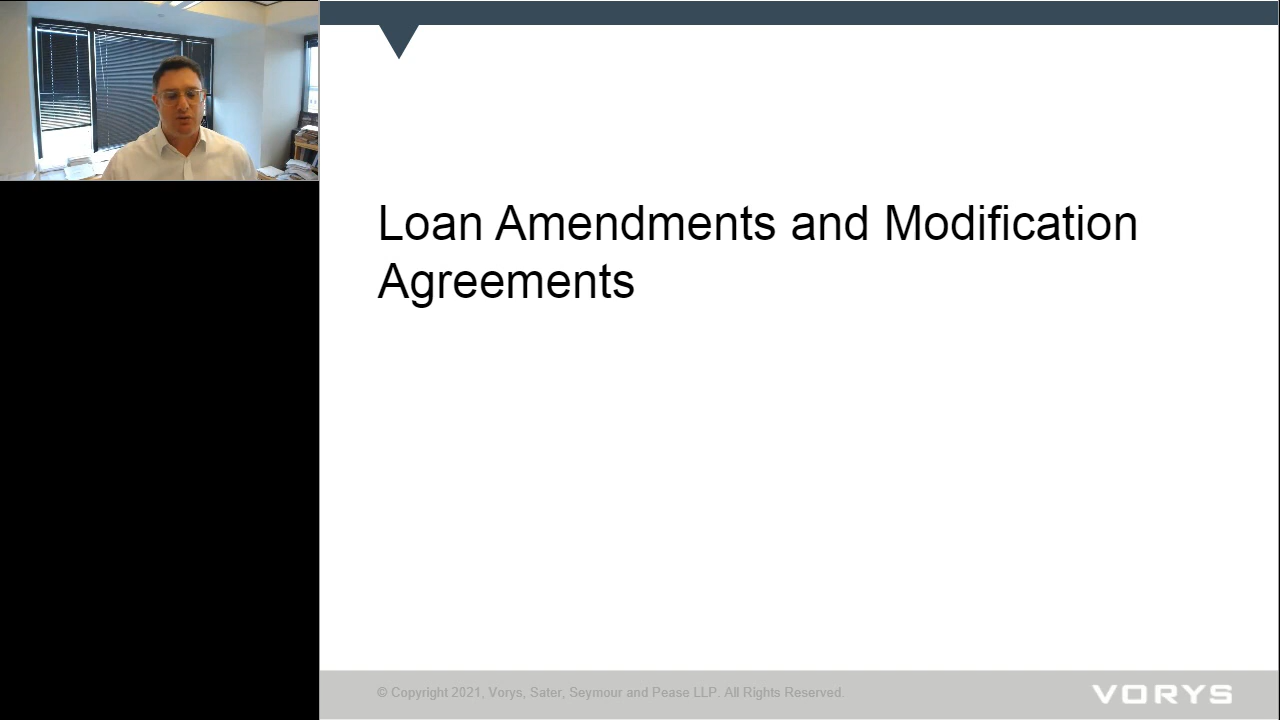 Loan Amendments and Modification
Agreements
© Copyright 2021, Vorys, Sater, Seymour and Pease LLP. All Rights Reserved.
VORYS